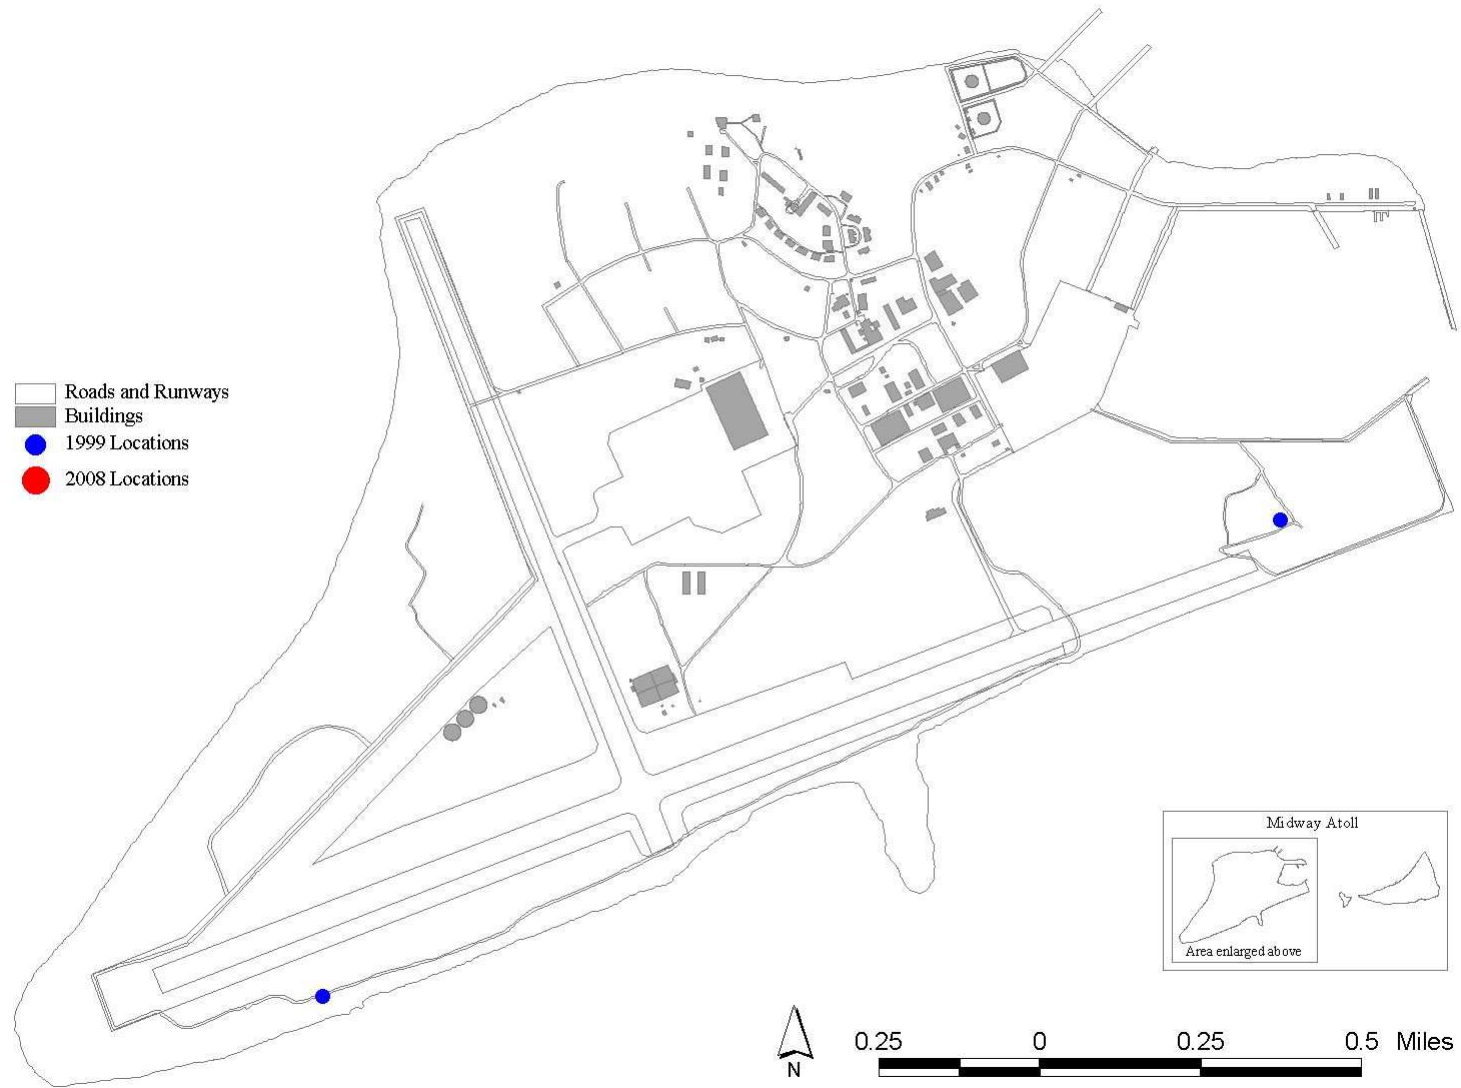 Roads and Runways
Buildings
1999 Locations
2008 Locations
Midway Atoll
Area enlarged above
N
0.25 0 0.25 0.5 Miles